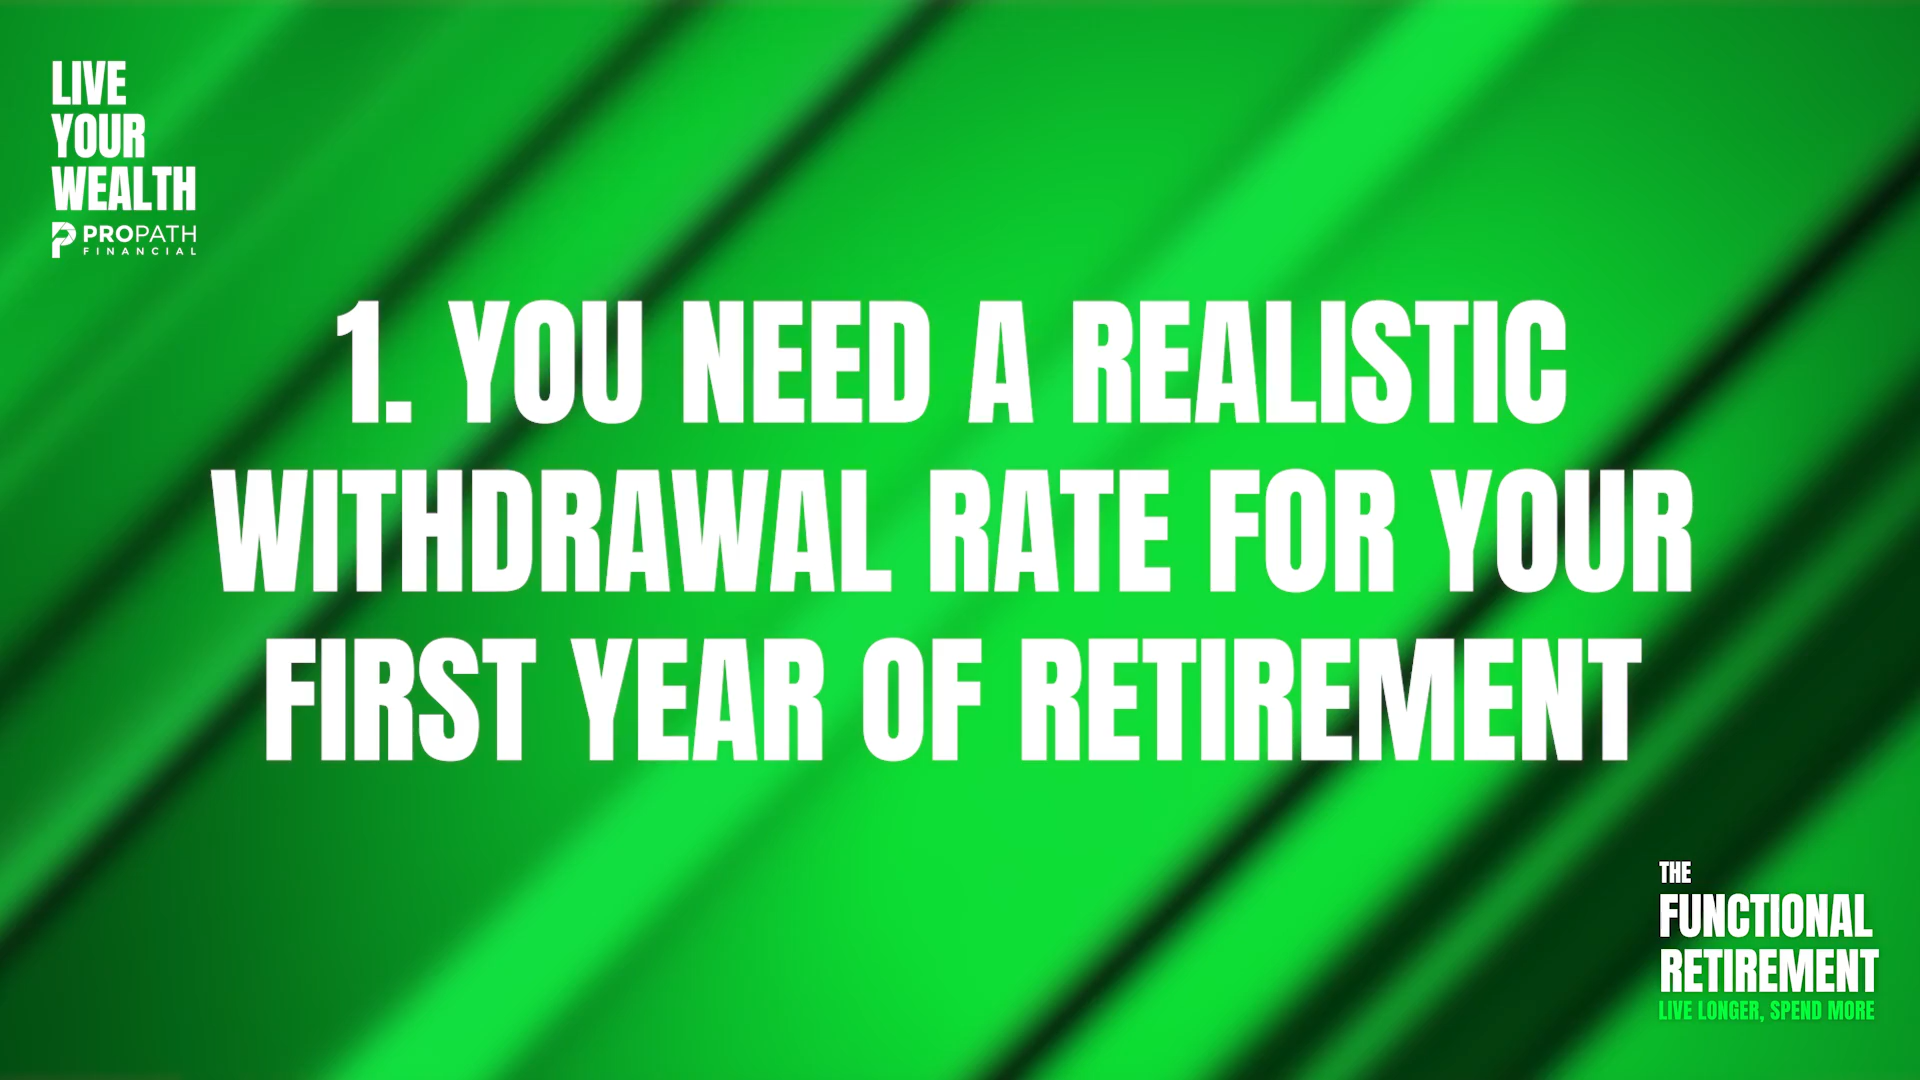 LIVE
YOUR
WEALTH
PROPATH
FINANCIAL
1. YOU NEED A REALISTIC
WITHDRAWAL RATE FOR YOUR
FIRST YEAR OF RETIREMENT
THE
FUNCTIONAL
RETIREMENT
LIVE LONGER, SPEND MORE